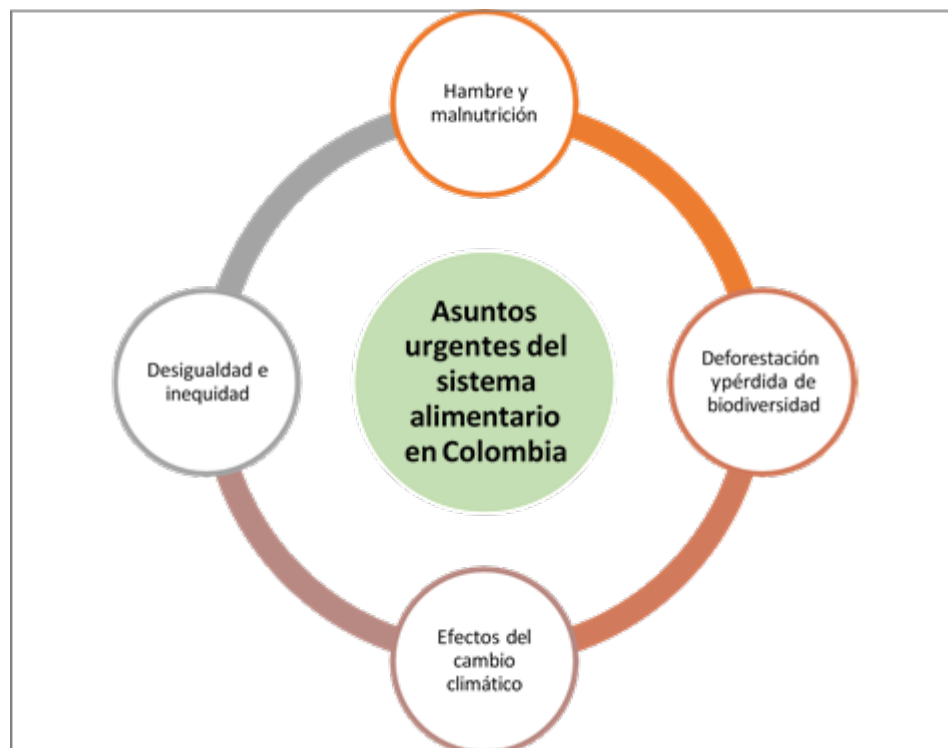 Hambre y
malnutrición
Asuntos
urgentes del
sistema
alimentario
en Colombia
Desigualdad e
inequidad
Deforestación
ypérdida de
biodiversidad
Efectos del
cambio
climático